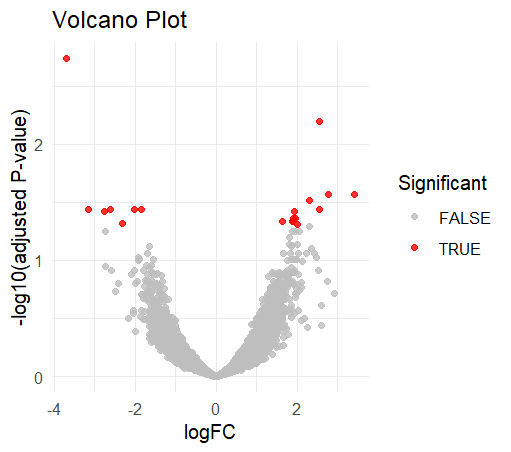 Volcano Plot
-log10(adjusted P-value)
2
1
0
-4 -2 0 2
logFC
Significant
FALSE
TRUE